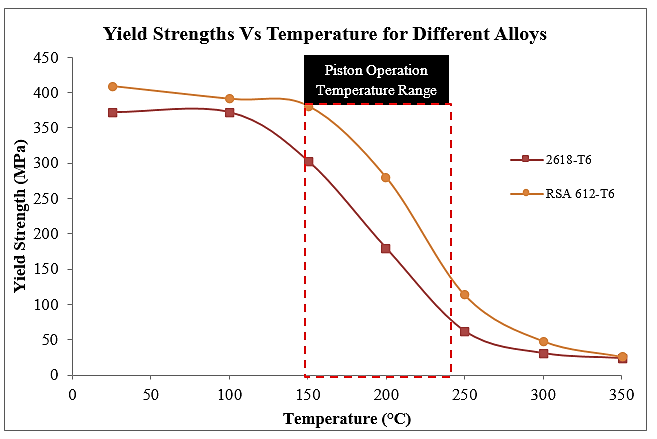 Yield Strengths Vs Temperature for Different Alloys
Piston Operation
Temperature Range
450
400
350
300
250
200
150
100
50
0
Yield Strength (MPa)
2618-T6
RSA 612-T6
0 50 100 150 200 250 300 350
Temperature (°C)